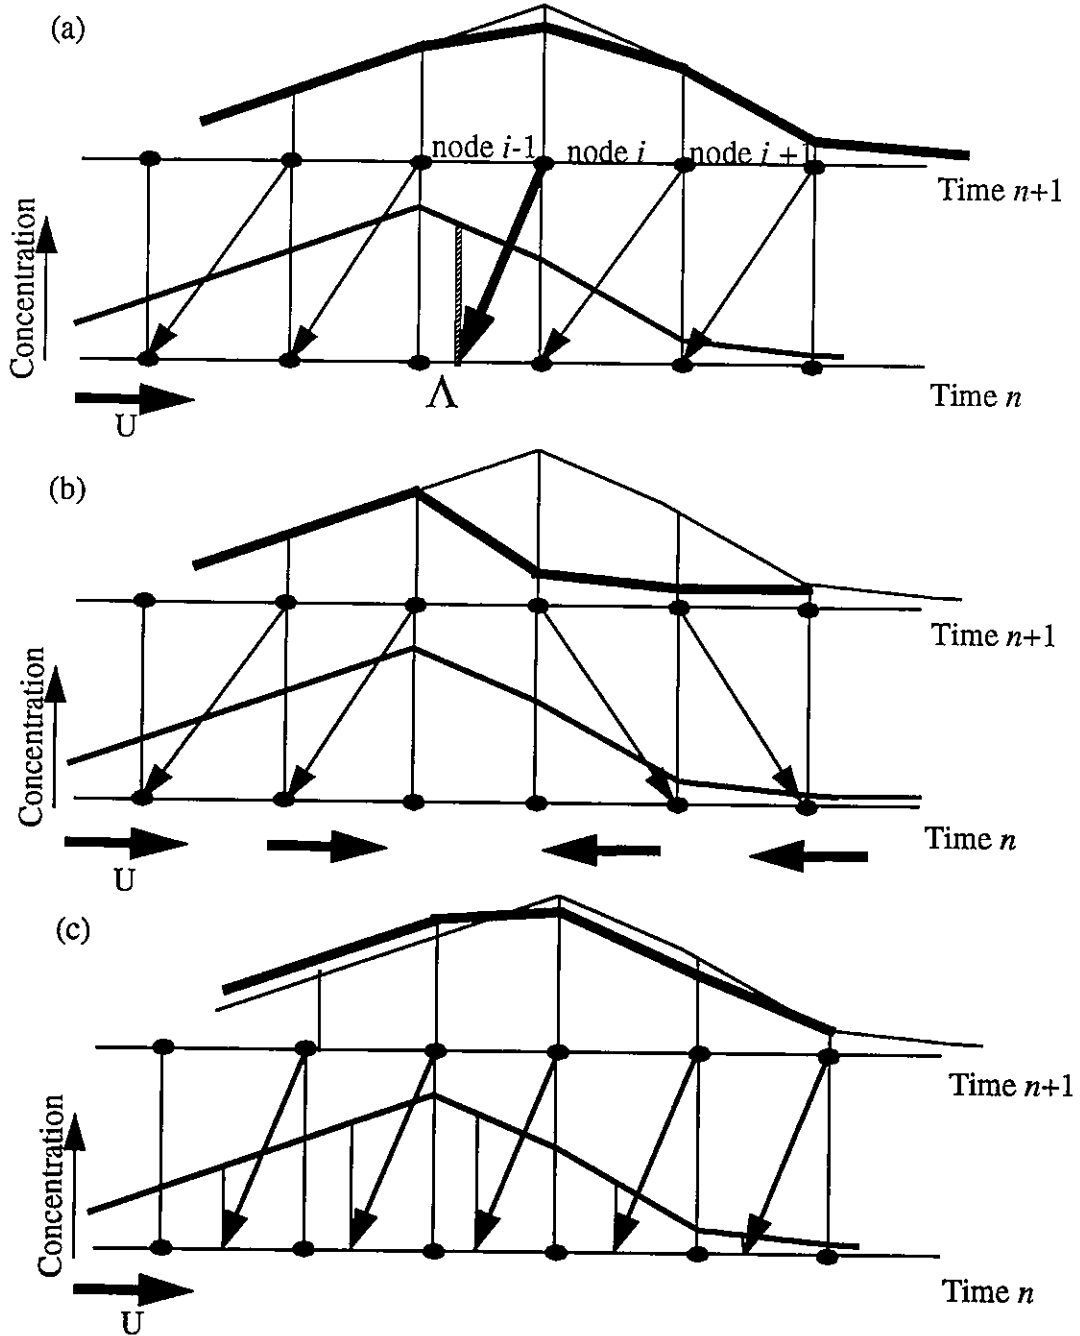 (a)
node i-1 node i node i +1
Time n+1
Concentration
Λ
Time n
U
(b)
Time n+1
Concentration
Time n
U
(c)
Time n+1
Concentration
Time n
U